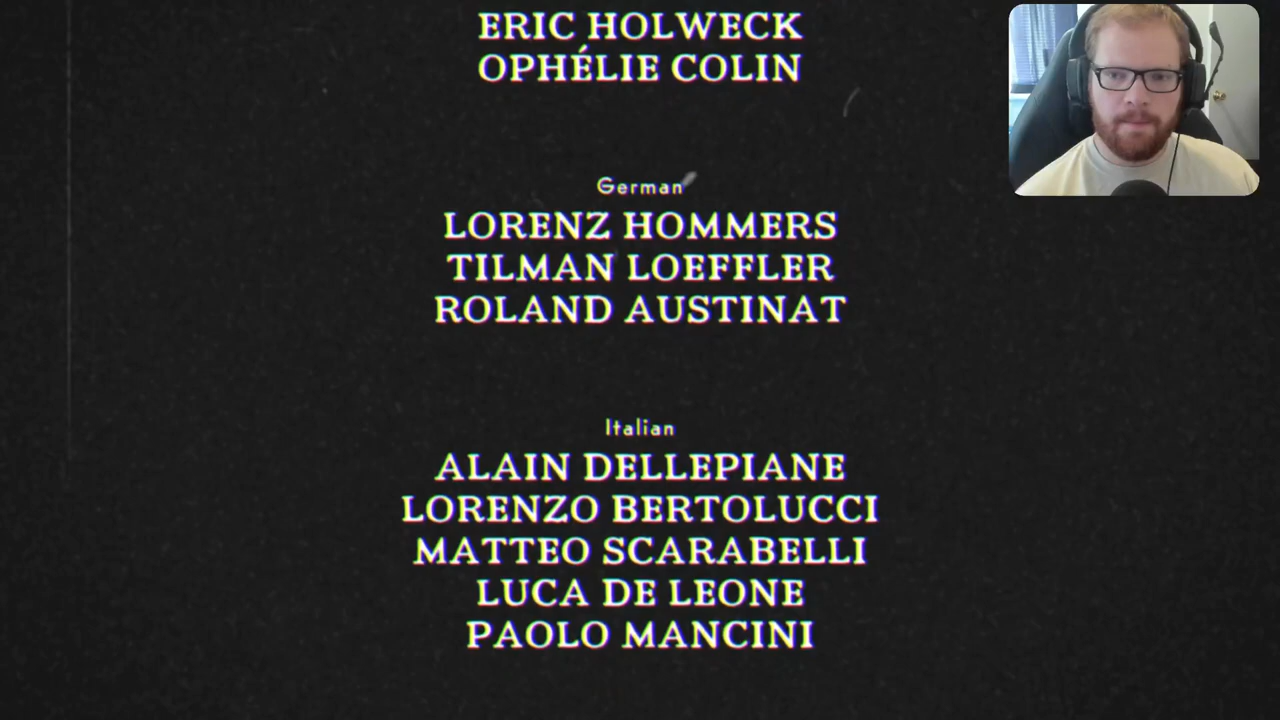 ERIC HOLWECK
OPHÉLIE COLIN
German
LORENZ HOMMERS
TILMAN LOEFFLER
ROLAND AUSTINAT
Italian
ALAIN DELLEPIANE
LORENZO BERTOLUCCI
MATTEO SCARABELLI
LUCA DE LEONE
PAOLO MANCINI